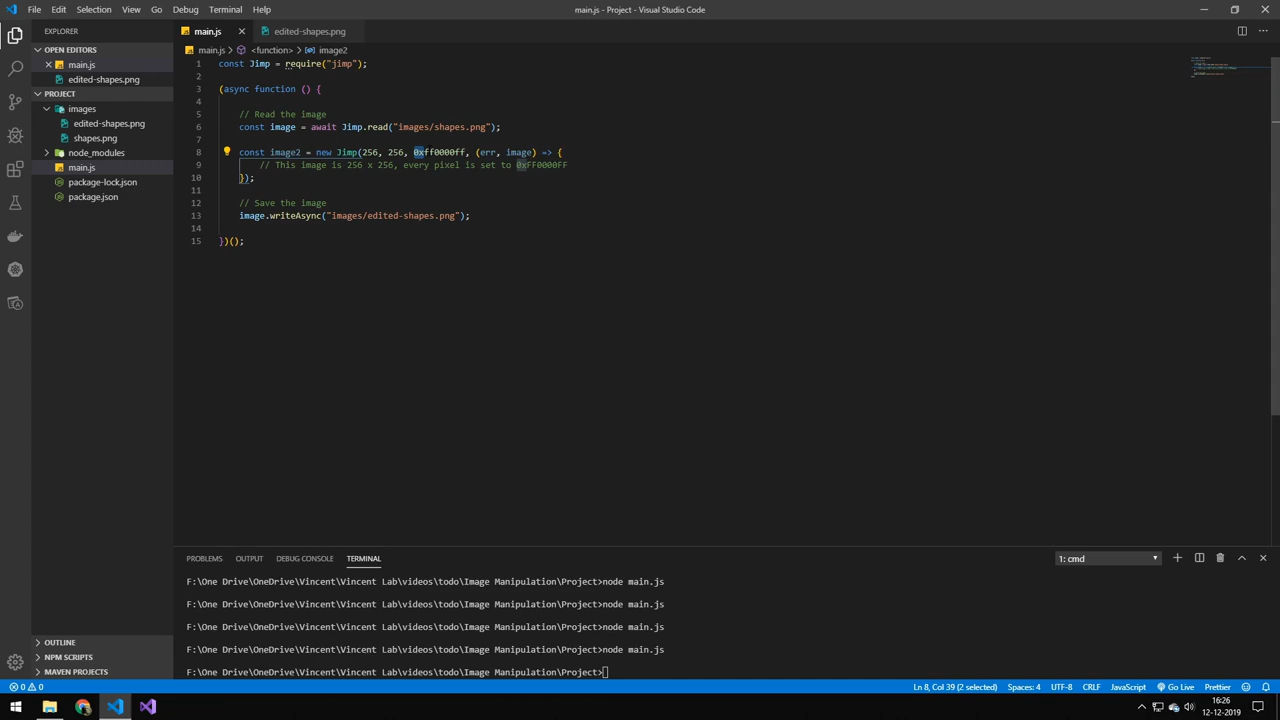 File Edit Selection View Go Debug Terminal Help
main.js - Project - Visual Studio Code
EXPLORER
OPEN EDITORS
main.js
edited-shapes.png
PROJECT
images
edited-shapes.png
shapes.png
node_modules
main.js
package-lock.json
package.json
OUTLINE
NPM SCRIPTS
MAVEN PROJECTS
main.js
edited-shapes.png
main.js > <function> > image2
1 const Jimp = require("jimp");
2
3 (async function () {
4
5 // Read the image
6 const image = await Jimp.read("images/shapes.png");
7
8 const image2 = new Jimp(256, 256, 0xff0000ff, (err, image) => {
9 // This image is 256 x 256, every pixel is set to 0xFF0000FF
10 });
11
12 // Save the image
13 image.writeAsync("images/edited-shapes.png");
14
15 })();
PROBLEMS OUTPUT DEBUG CONSOLE TERMINAL
1: cmd
F:\One Drive\OneDrive\Vincent\Vincent Lab\videos\todo\Image Manipulation\Project>node main.js
F:\One Drive\OneDrive\Vincent\Vincent Lab\videos\todo\Image Manipulation\Project>node main.js
F:\One Drive\OneDrive\Vincent\Vincent Lab\videos\todo\Image Manipulation\Project>node main.js
F:\One Drive\OneDrive\Vincent\Vincent Lab\videos\todo\Image Manipulation\Project>node main.js
F:\One Drive\OneDrive\Vincent\Vincent Lab\videos\todo\Image Manipulation\Project>
0 0 Ln 8, Col 39 (2 selected) Spaces: 4 UTF-8 CRLF JavaScript Go Live Prettier
16:26
12-12-2019